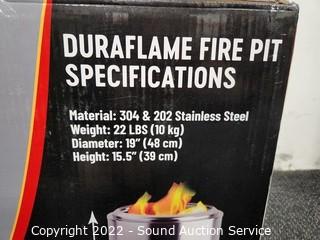 DURAFLAME FIRE PIT
SPECIFICATIONS
Material: 304 & 202 Stainless Steel
Weight: 22 LBS (10 kg)
Diameter: 19” (48 cm)
Height: 15.5” (39 cm)
Copyright 2022 - Sound Auction Service